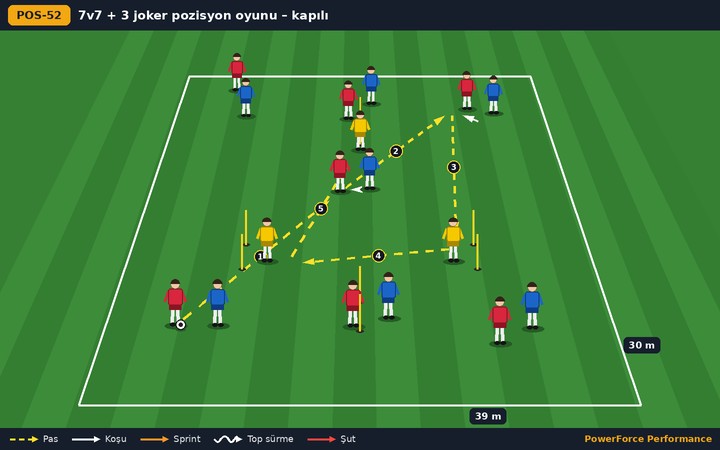 POS-52 7v7 + 3 joker pozisyon oyunu – kapılı
2
3
5
1
4
30 m
39 m
Pas Koşu Sprint Top sürme Şut PowerForce Performance